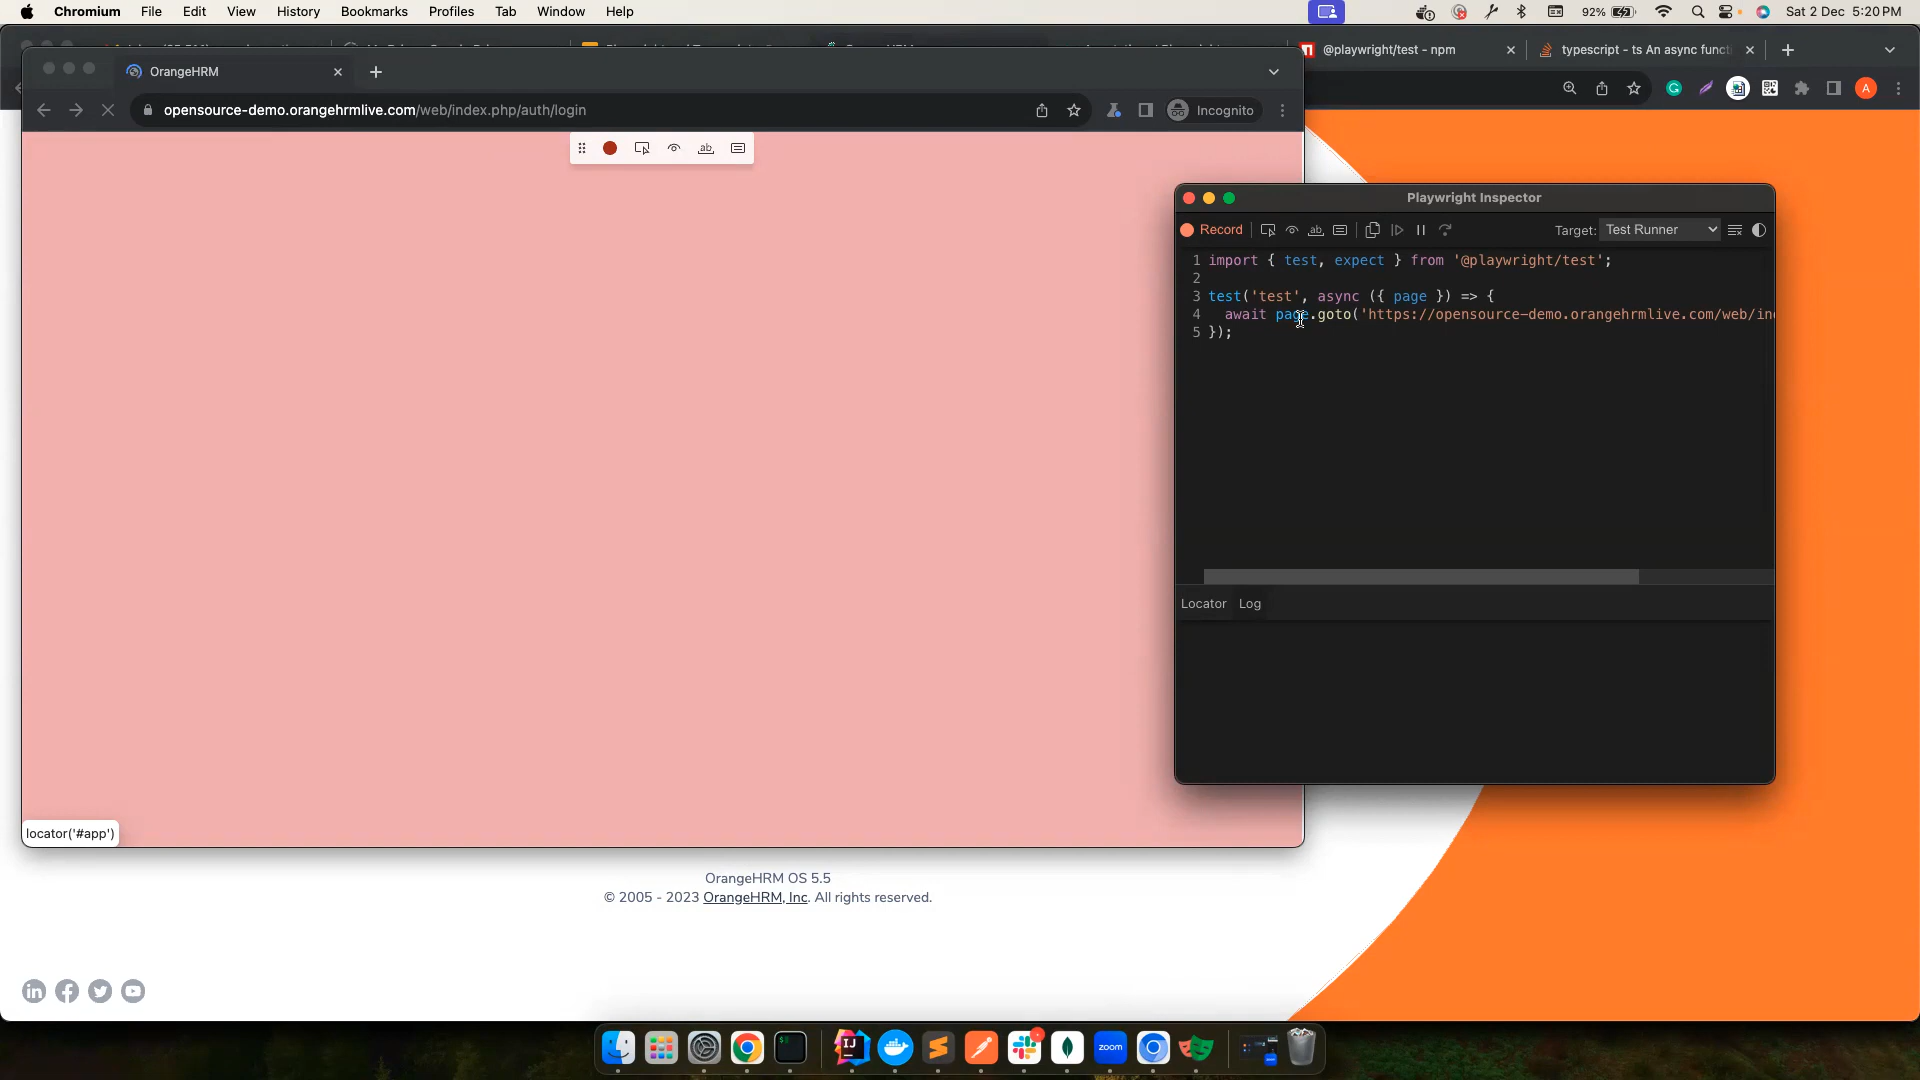 Chromium File Edit View History Bookmarks Profiles Tab Window Help 92% Sat 2 Dec 5:20 PM
@playwright/test - npm typescript - ts An async functi
OrangeHRM
opensource-demo.orangehrmlive.com/web/index.php/auth/login Incognito
ab
Playwright Inspector
Record ab Target: Test Runner
1 import { test, expect } from '@playwright/test';
2
3 test('test', async ({ page }) => {
4 await page.goto('https://opensource-demo.orangehrmlive.com/web/in
5 });
Locator Log
locator('#app')
OrangeHRM OS 5.5
© 2005 - 2023 OrangeHRM, Inc. All rights reserved.
zoom